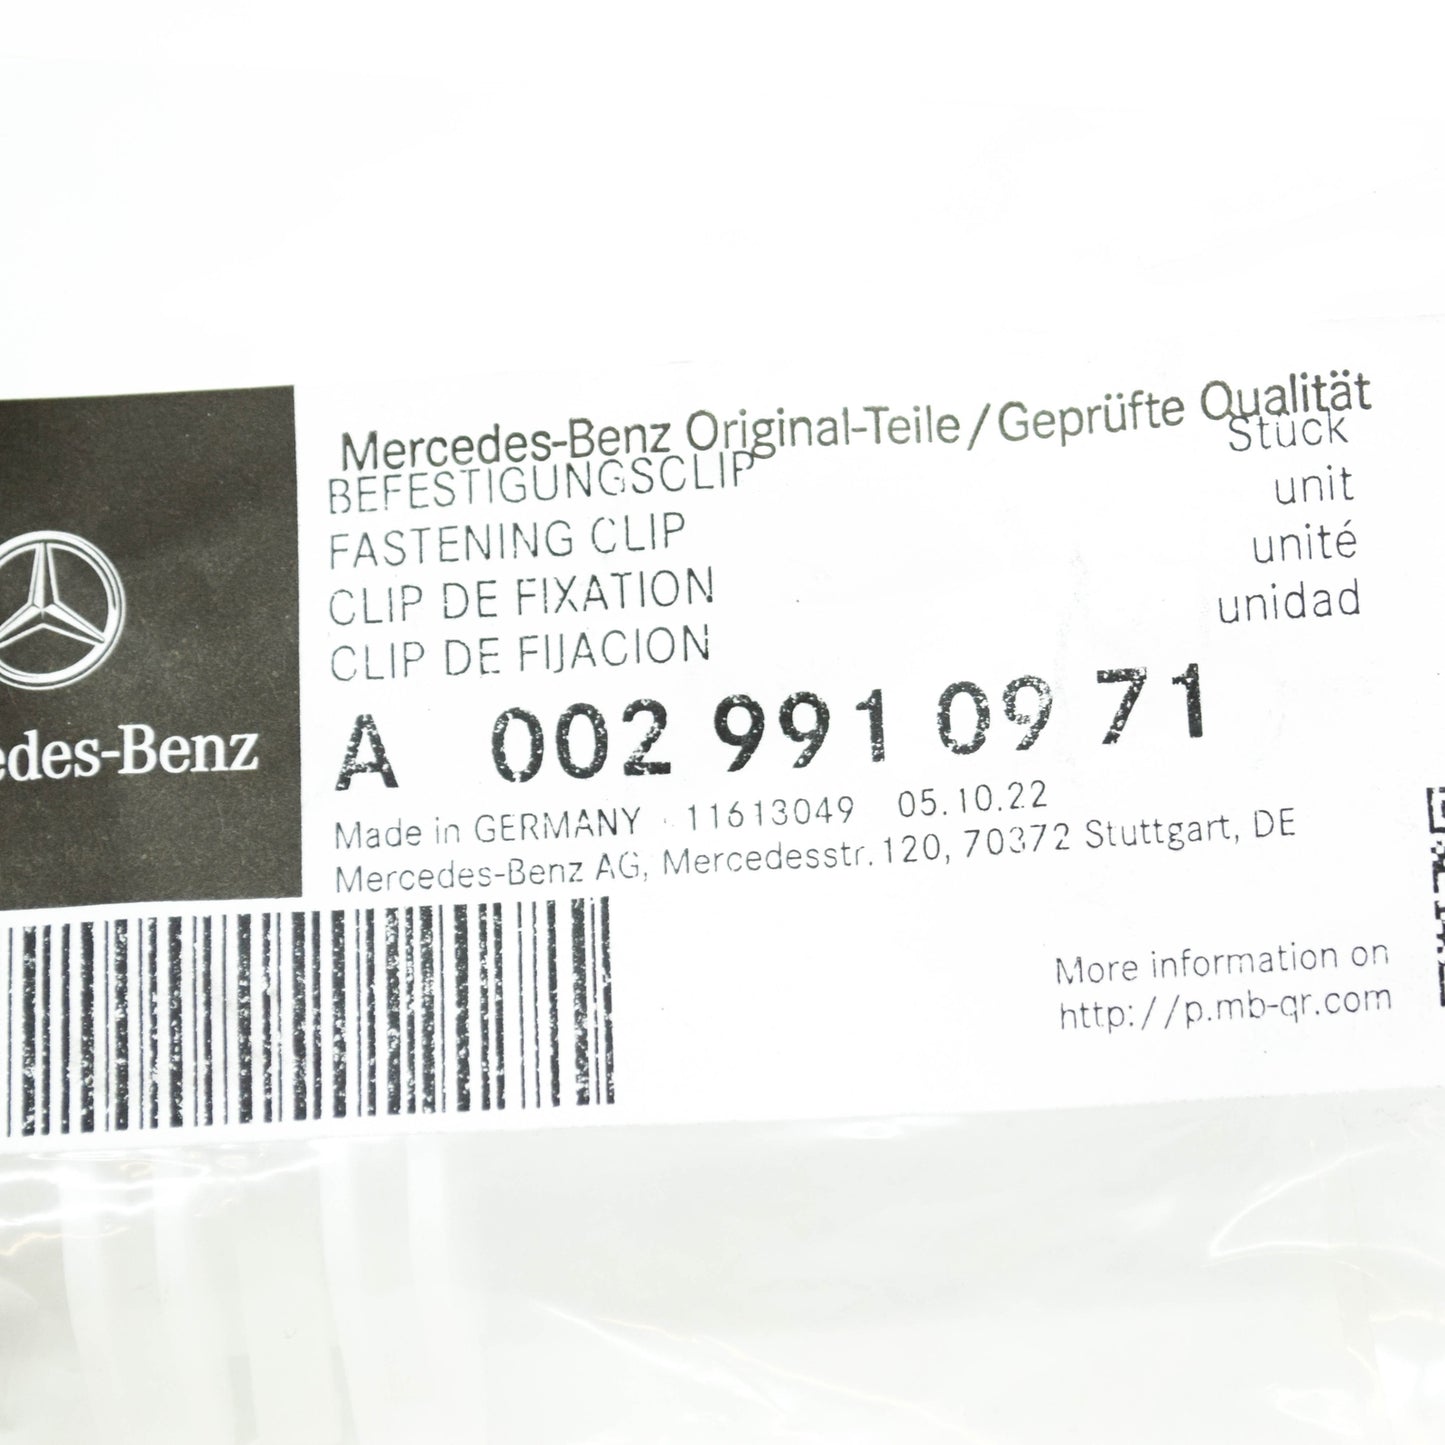 Mercedes-Benz Original-Teile/Geprüfte Qualität
BEFESTIGUNGSCLIP Stück
FASTENING CLIP unit
CLIP DE FIXATION unité
CLIP DE FIJACION unidad
A 002 991 09 71
Made in GERMANY 11613049 05.10.22
Mercedes-Benz AG, Mercedesstr. 120, 70372 Stuttgart, DE
edes-Benz
More information on
http://p.mb-qr.com